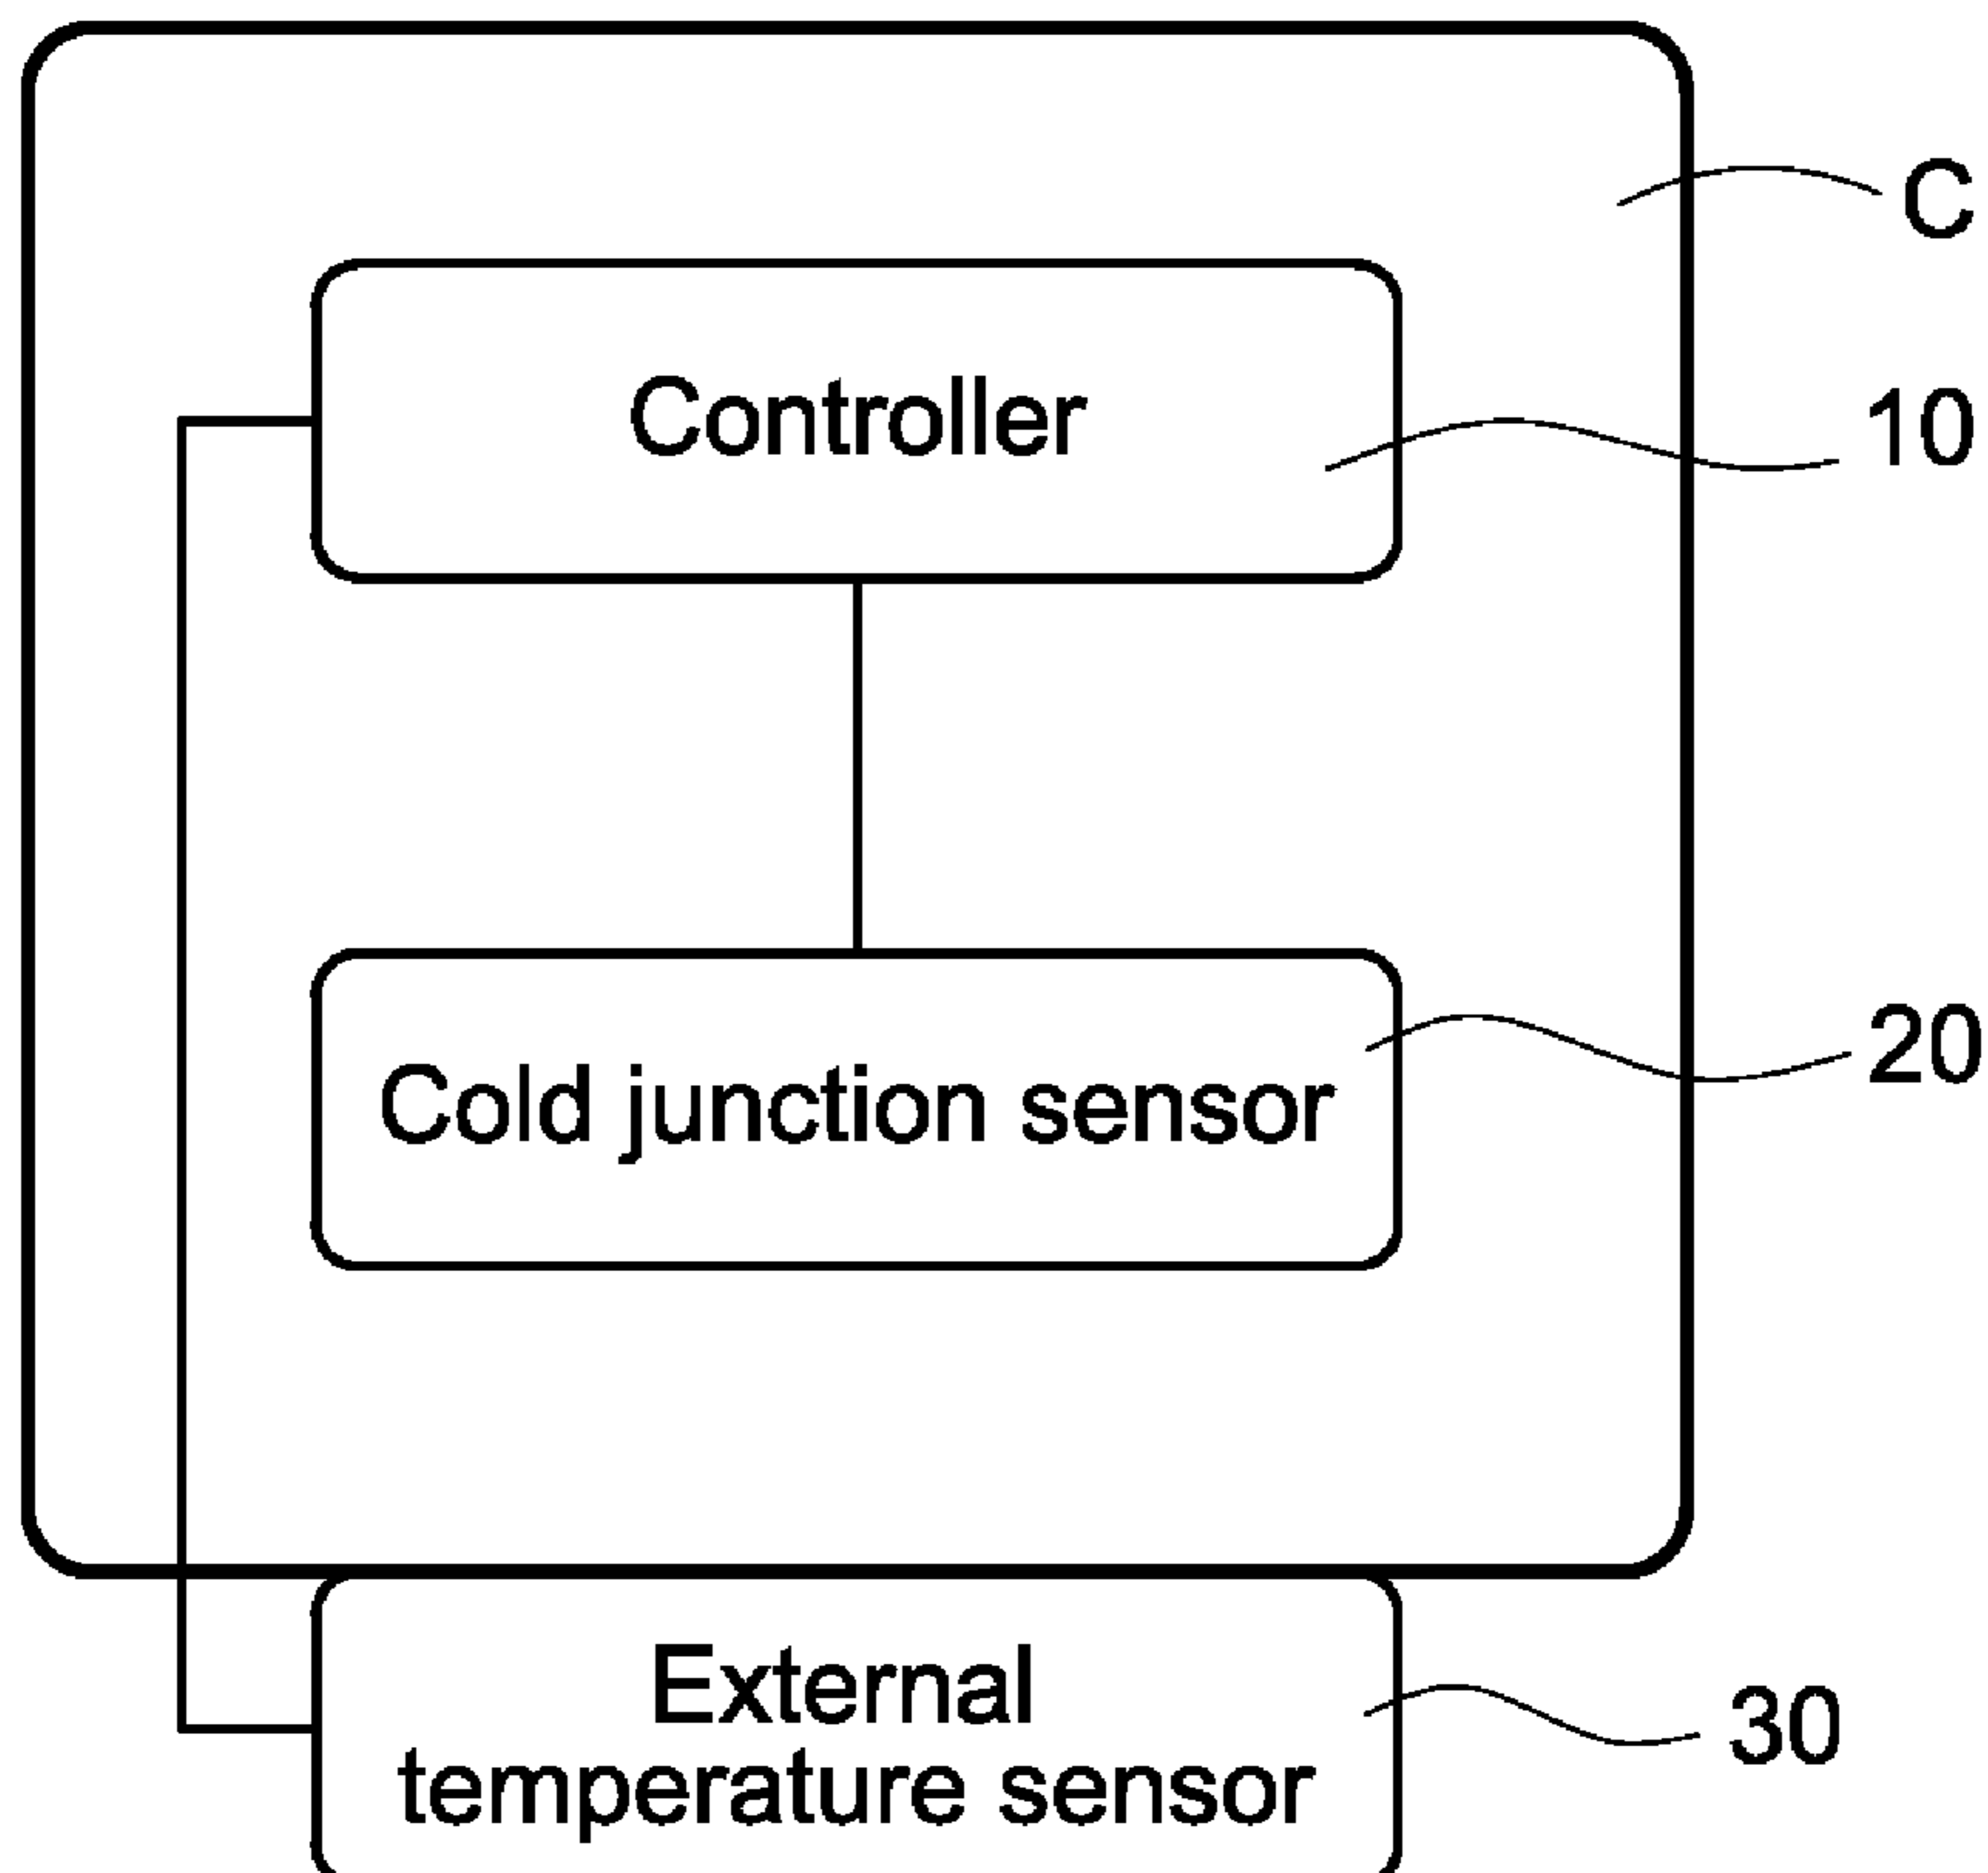 C
Controller
10
Cold junction sensor
20
External
temperature sensor
30